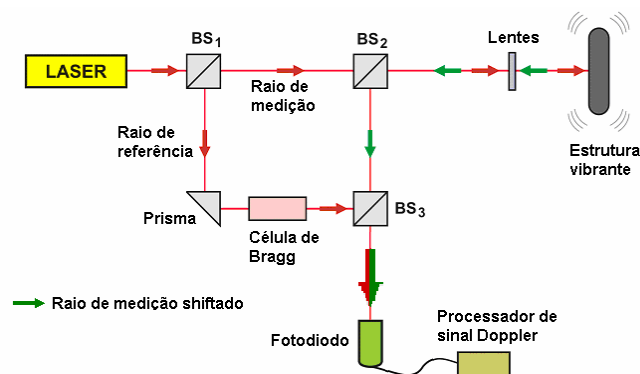 BS1
BS2
Lentes
LASER
Raio de
medição
Raio de
referência
Estrutura
vibrante
Prisma
Célula de
Bragg
BS3
Raio de medição shiftado
Fotodiodo
Processador de
sinal Doppler